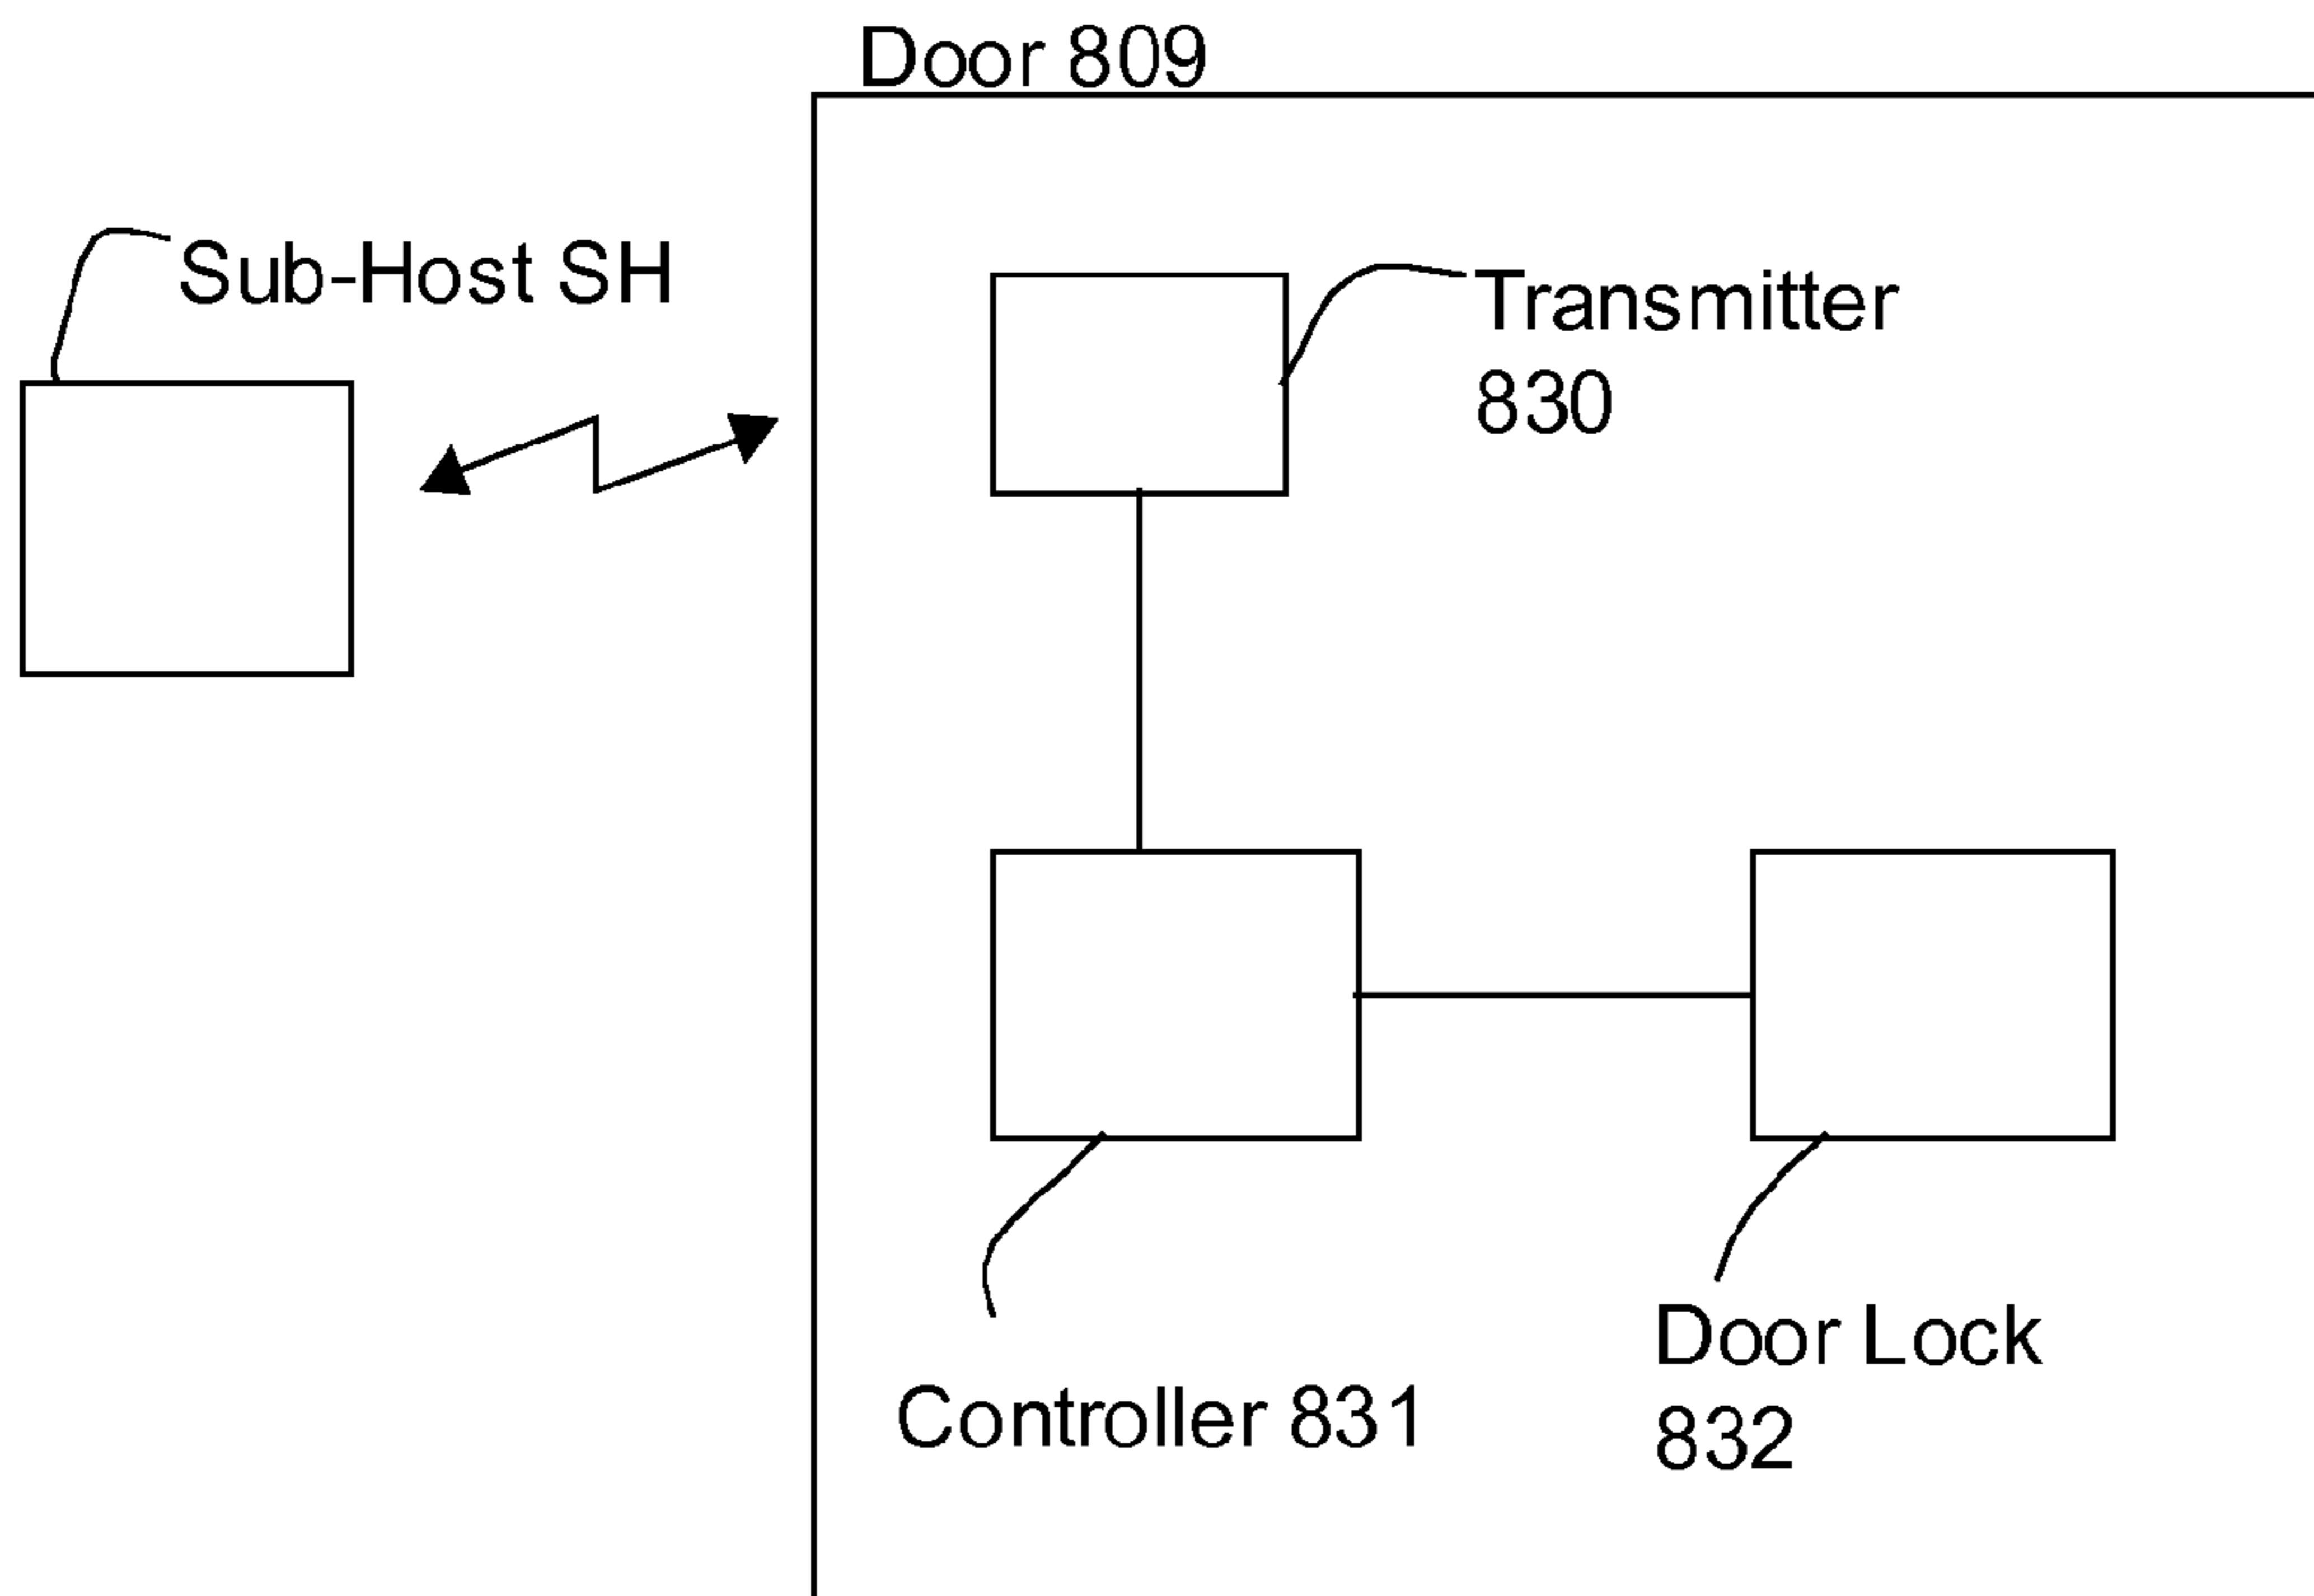 Door 809
Sub-Host SH
Transmitter
830
Controller 831
Door Lock
832